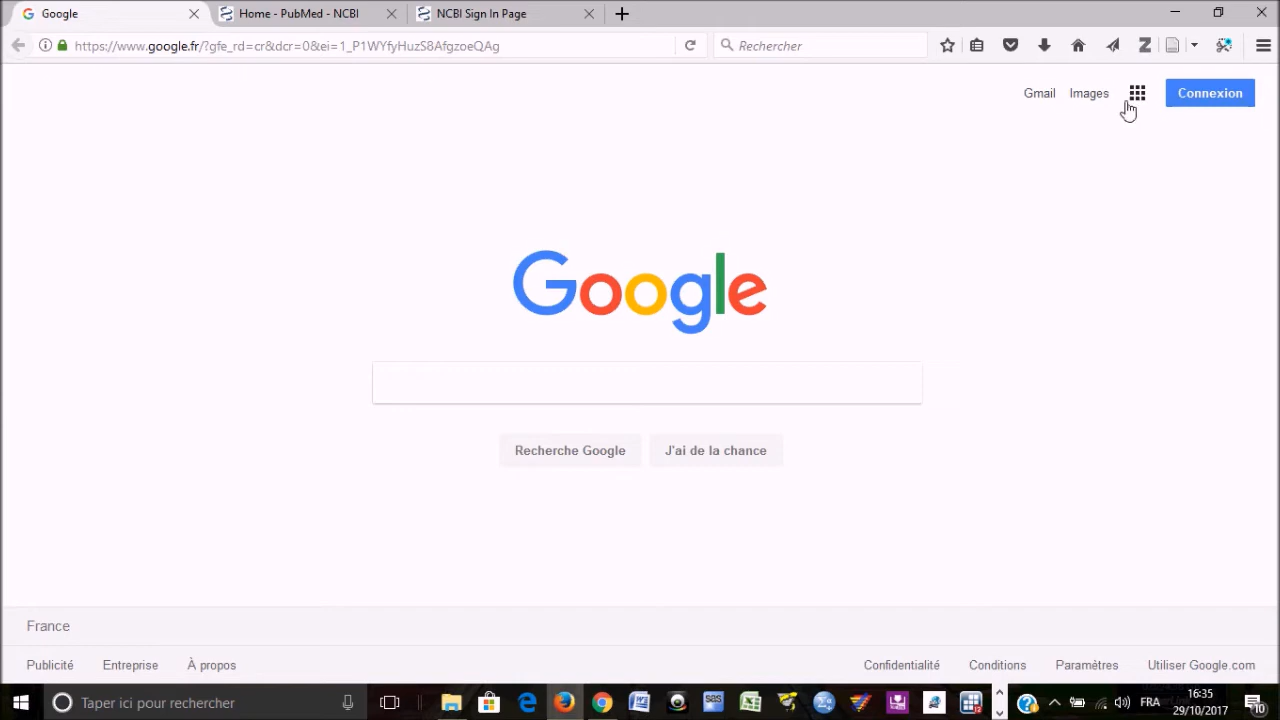 Google
Home - PubMed - NCBI
NCBI Sign In Page
https://www.google.fr/?gfe_rd=cr&dcr=0&ei=1_P1WYfyHuzS8AfgzoeQAg
Rechercher
Gmail
Images
Connexion
Google
Recherche Google
J'ai de la chance
France
Publicité
Entreprise
À propos
Confidentialité
Conditions
Paramètres
Utiliser Google.com
Taper ici pour rechercher
FRA
16:35
29/10/2017